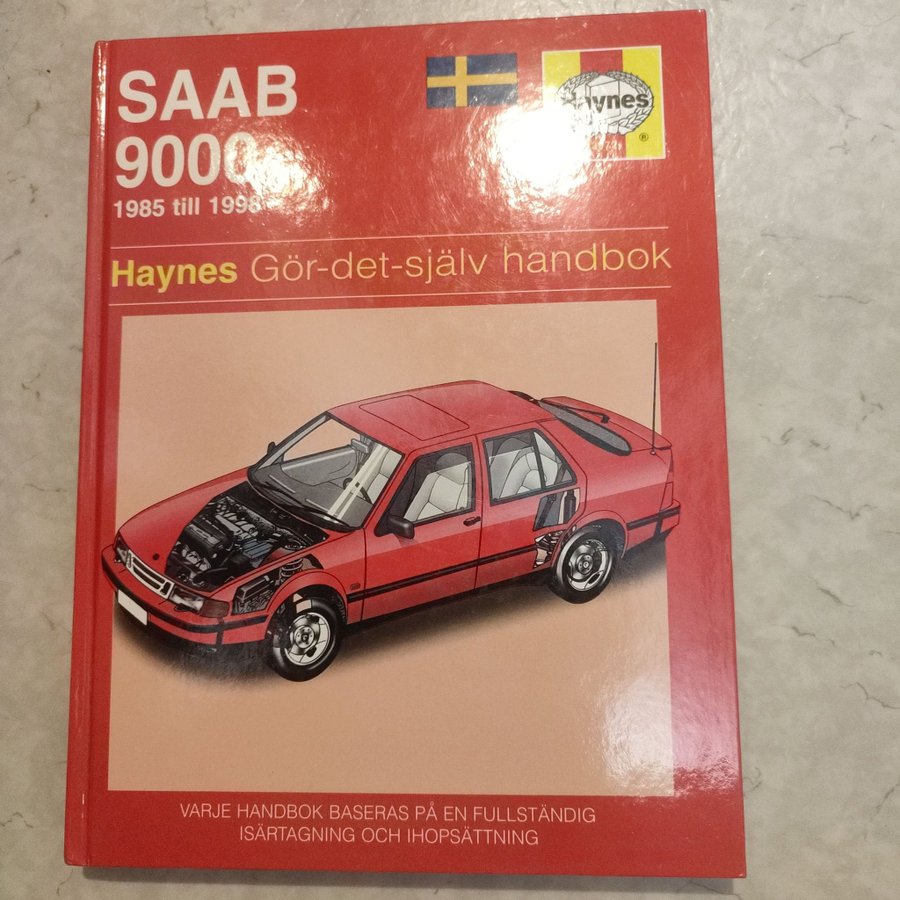 SAAB
9000
1985 till 1998
Haynes
®
Haynes Gör-det-själv handbok
VARJE HANDBOK BASERAS PÅ EN FULLSTÄNDIG
ISÄRTAGNING OCH IHOPSÄTTNING